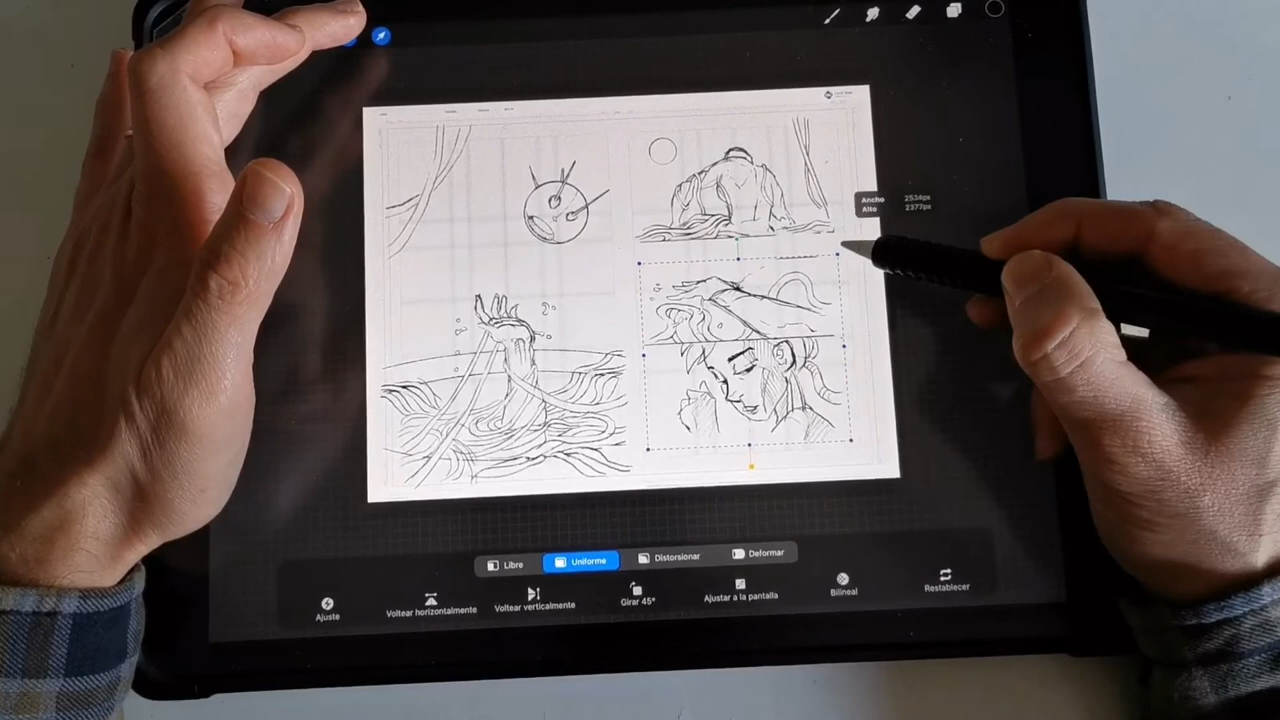 Ancho 2534px
Alto 2377px
Libre
Uniforme
Distorsionar
Deformar
Ajuste
Voltear horizontalmente
Voltear verticalmente
Girar 45°
Ajustar a la pantalla
Bilineal
Restablecer